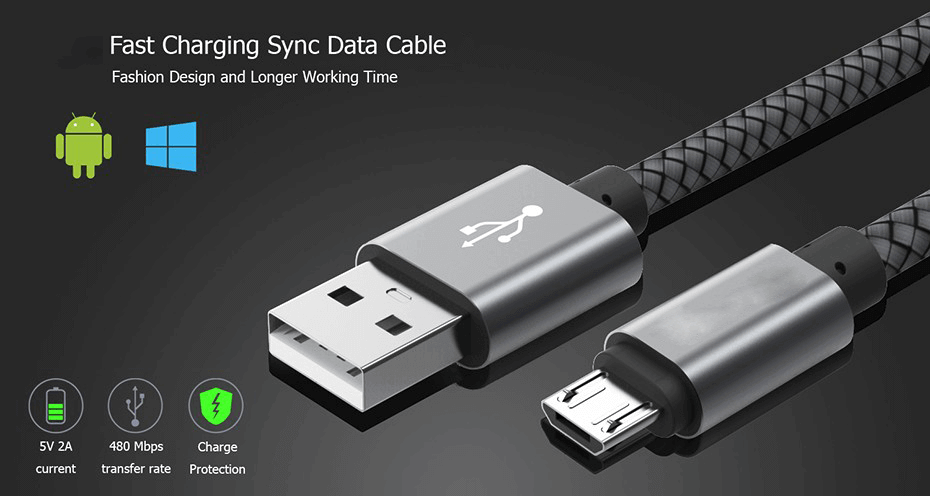 Fast Charging Sync Data Cable
Fashion Design and Longer Working Time
5V 2A
current
480 Mbps
transfer rate
Charge
Protection